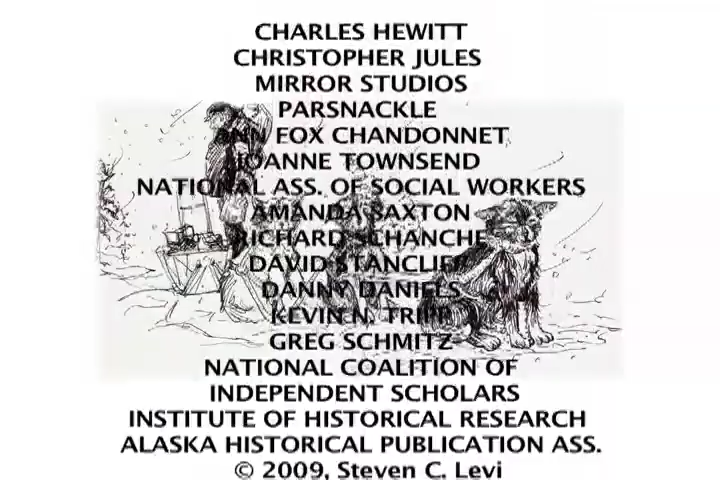 CHARLES HEWITT
CHRISTOPHER JULES
MIRROR STUDIOS
PARSNACKLE
ANN FOX CHANDONNET
JOANNE TOWNSEND
NATIONAL ASS. OF SOCIAL WORKERS
AMANDA SAXTON
RICHARD SCHANCHE
DAVID STANCLIFF
DANNY DANIELS
KEVIN N. TRIPP
GREG SCHMITZ
NATIONAL COALITION OF
INDEPENDENT SCHOLARS
INSTITUTE OF HISTORICAL RESEARCH
ALASKA HISTORICAL PUBLICATION ASS.
© 2009, Steven C. Levi